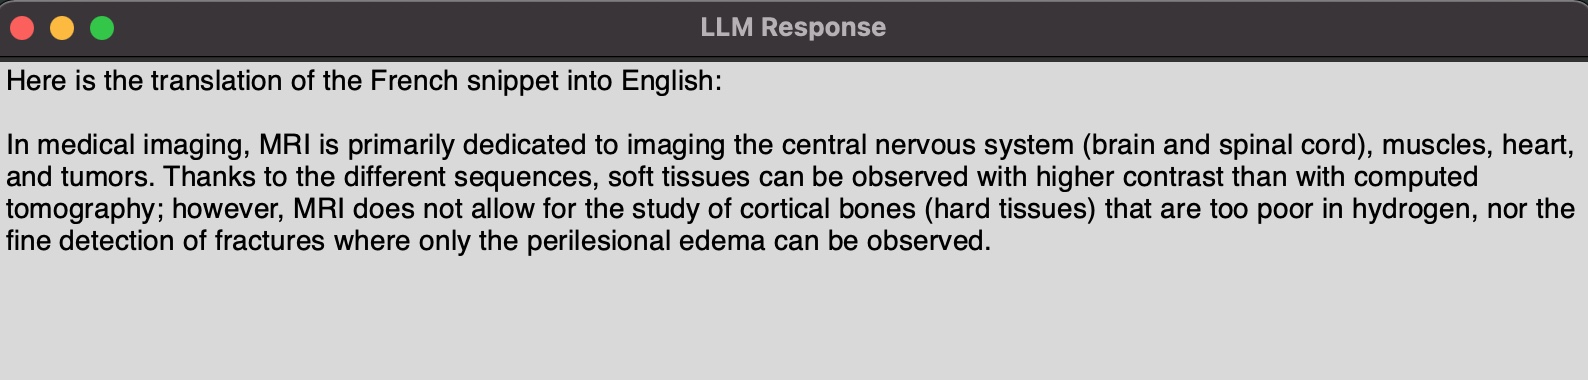 LLM Response
Here is the translation of the French snippet into English:
In medical imaging, MRI is primarily dedicated to imaging the central nervous system (brain and spinal cord), muscles, heart,
and tumors. Thanks to the different sequences, soft tissues can be observed with higher contrast than with computed
tomography; however, MRI does not allow for the study of cortical bones (hard tissues) that are too poor in hydrogen, nor the
fine detection of fractures where only the perilesional edema can be observed.